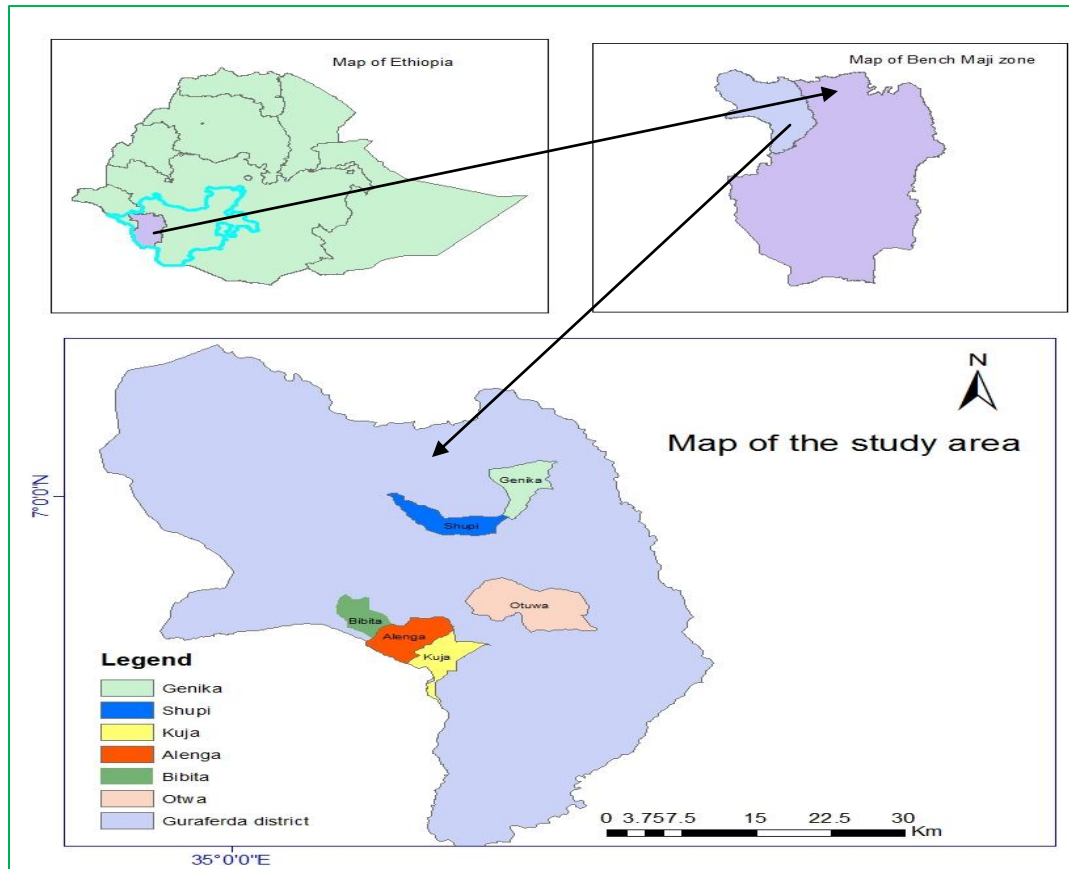 Map of Ethiopia
Map of Bench Maji zone
N
Map of the study area
7°0'0"N
Genika
Shupi
Otuwa
Bibita
Alenga
Kuja
Legend
Genika
Shupi
Kuja
Alenga
Bibita
Otwa
Guraferda district
0 3.757.5 15 22.5 30
Km
35°0'0"E